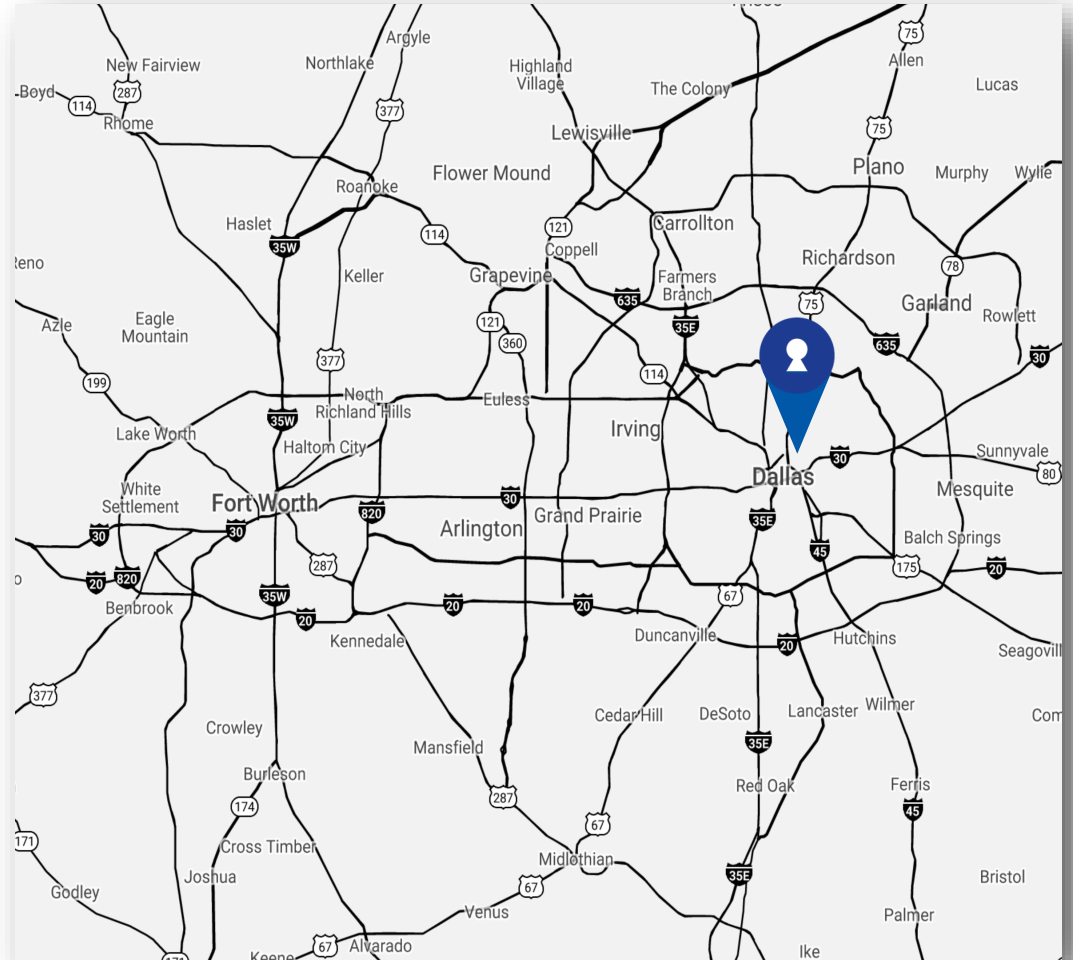 Argyle
75
New Fairview
Northlake
Highland
Village
Allen
Boyd
114
287
377
The Colony
Lucas
Rhome
Lewisville
75
Flower Mound
Plano
Murphy
Wylie
Roanoke
Haslet
114
121
Carrollton
35W
Coppell
Richardson
78
Keller
Grapevine
635
Farmers
Branch
75
Garland
Azle
Eagle
Mountain
121
360
35E
635
Rowlett
30
377
114
199
North
Richland Hills
Euless
35W
Irving
Lake Worth
Haltom City
30
Sunnyvale
80
White
Settlement
Fort Worth
Dallas
Mesquite
30
30
820
30
Arlington
Grand Prairie
35E
45
Balch Springs
287
175
20
20
820
35W
67
Benbrook
20
20
20
Kennedale
Duncanville
20
Hutchins
377
Crowley
Cedar Hill
DeSoto
Lancaster
Wilmer
Mansfield
35E
Burleson
287
Red Oak
Ferris
174
45
67
171
Cross Timber
Midlothian
35E
Joshua
67
Bristol
Godley
Venus
Palmer
67
Alvarado
Ike